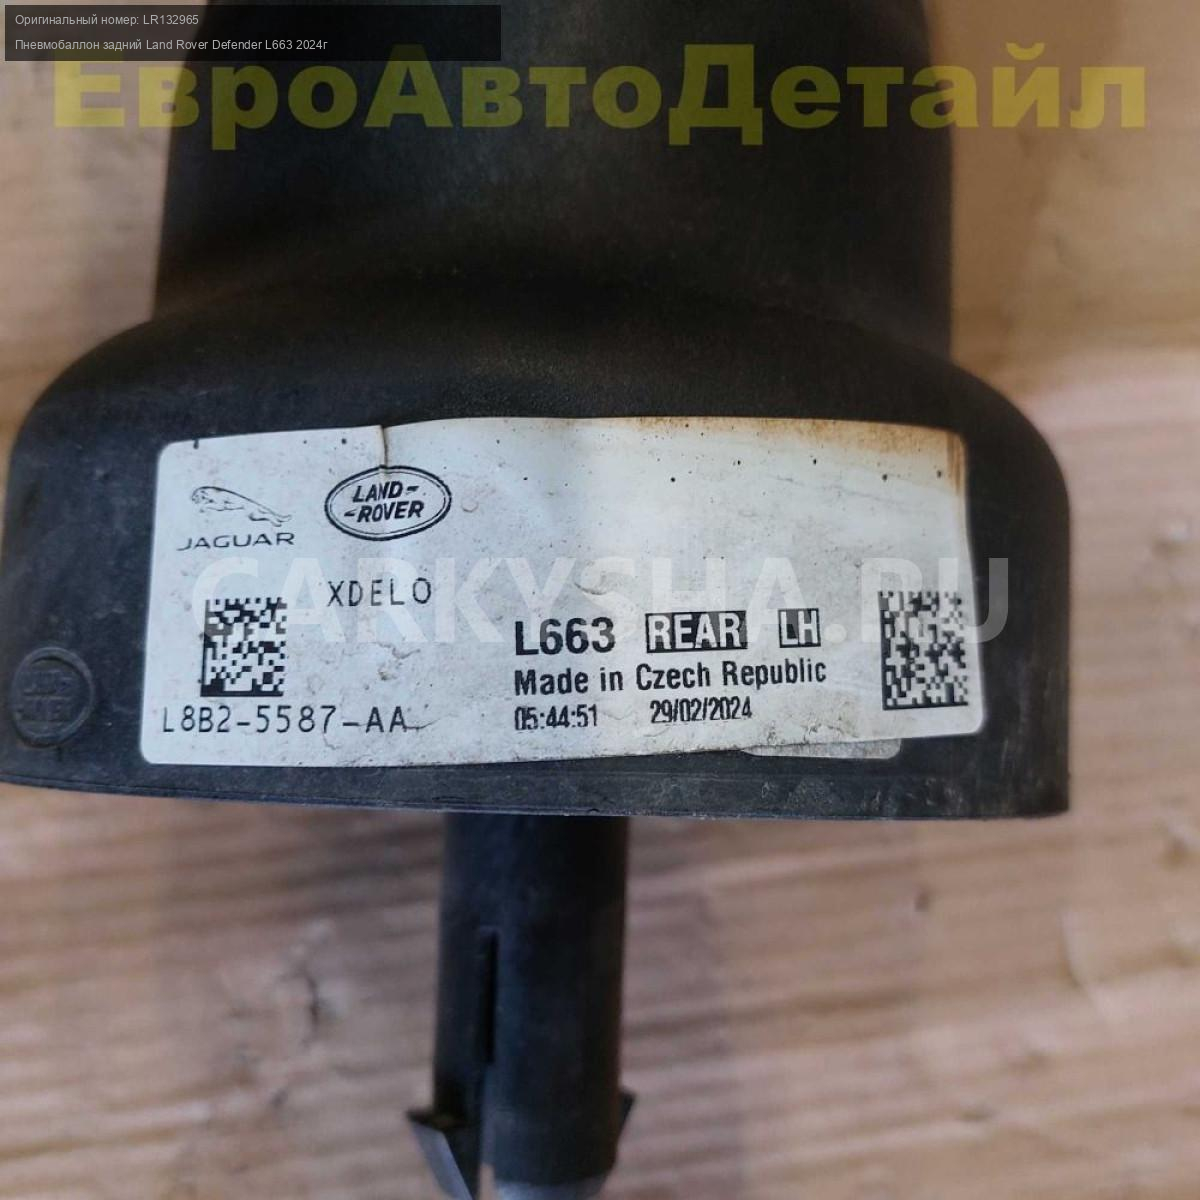 Оригинальный номер: LR132965
Пневмобаллон задний Land Rover Defender L663 2024г
ЕвроАвтоДетайл
JAGUAR
LAND-
-ROVER
XDELO
CARKYSHA.RU
L663 REAR LH
Made in Czech Republic
L8B2-5587-AA
05:44:51 29/02/2024